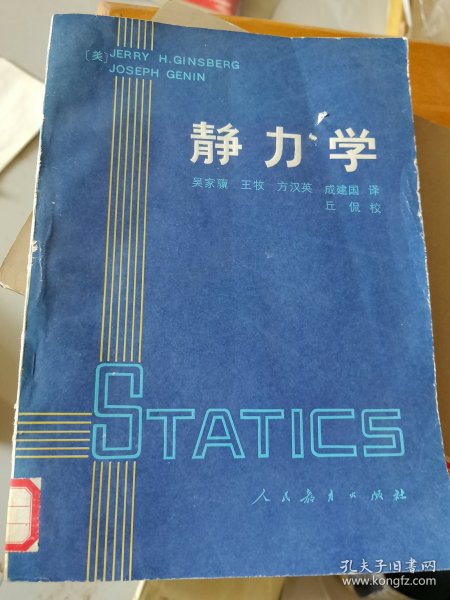 [美] JERRY H. GINSBERG
JOSEPH GENIN
静力学
吴家骥 王牧 方汉英 成建国 译
丘侃 校
STATICS
人民教育出版社
孔夫子旧书网
www.kongfz.com